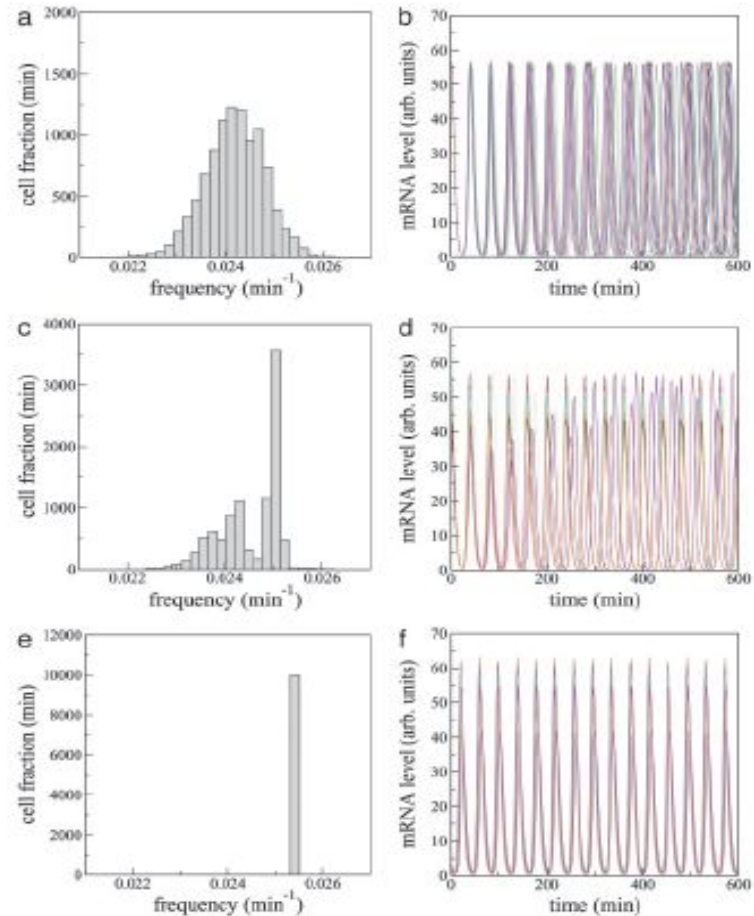 a
2000
1500
1000
500
0
cell fraction (min)
0.022 0.024 0.026
frequency (min⁻¹)
b
70
60
50
40
30
20
10
0
mRNA level (arb. units)
0 200 400 600
time (min)
c
4000
3000
2000
1000
0
cell fraction (min)
0.022 0.024 0.026
frequency (min⁻¹)
d
70
60
50
40
30
20
10
0
mRNA level (arb. units)
0 200 400 600
time (min)
e
12000
10000
8000
6000
4000
2000
0
cell fraction (min)
0.022 0.024 0.026
frequency (min⁻¹)
f
70
60
50
40
30
20
10
0
mRNA level (arb. units)
0 200 400 600
time (min)